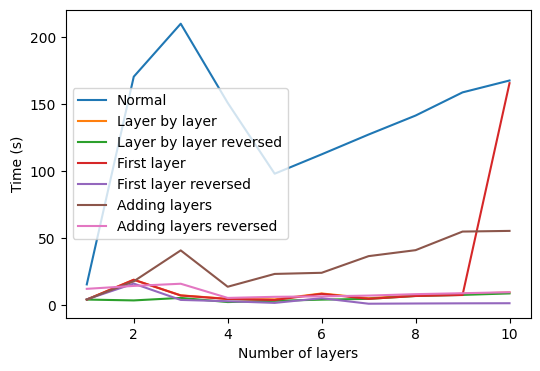 200
150
100
50
0
Time (s)
Normal
Layer by layer
Layer by layer reversed
First layer
First layer reversed
Adding layers
Adding layers reversed
2
4
6
8
10
Number of layers